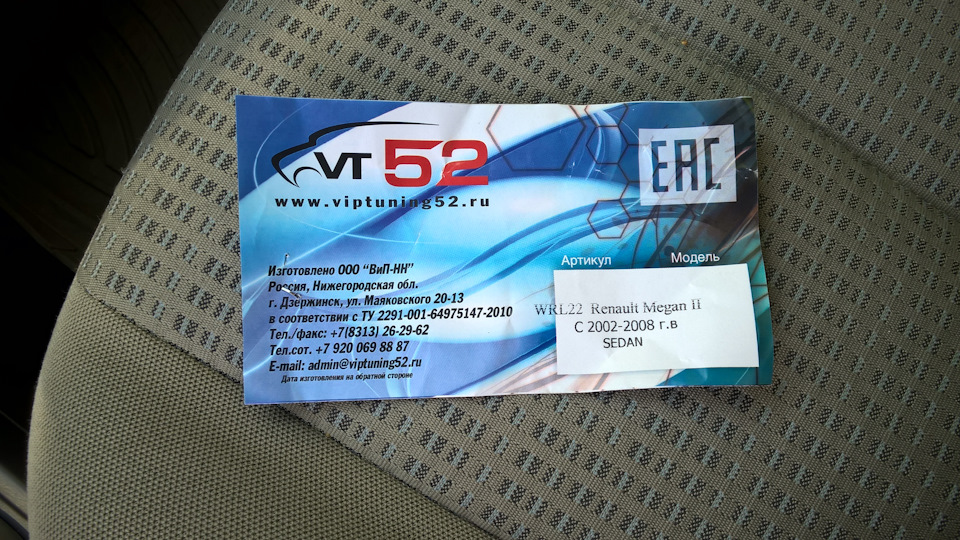 VT 52
www.viptuning52.ru
EAC
Изготовлено ООО "ВиП-НН"
Россия, Нижегородская обл.
г. Дзержинск, ул. Маяковского 20-13
в соответствии с ТУ 2291-001-64975147-2010
Тел./факс: +7(8313) 26-29-62
Тел.сот. +7 920 069 88 87
E-mail: admin@viptuning52.ru
Дата изготовления на обратной стороне
Артикул Модель
WRL22 Renault Megan II
С 2002-2008 г.в
SEDAN